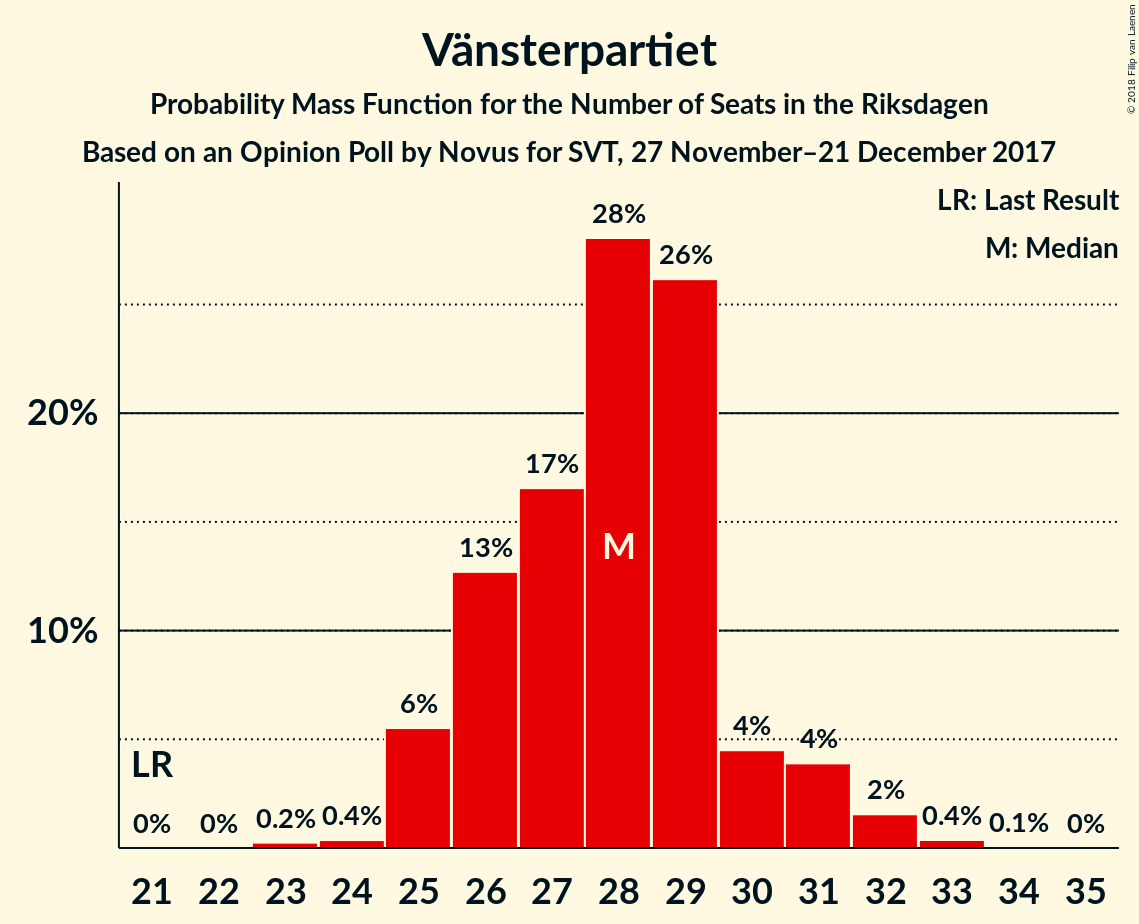 Vänsterpartiet
Probability Mass Function for the Number of Seats in the Riksdagen
Based on an Opinion Poll by Novus for SVT, 27 November–21 December 2017
© 2018 Filip van Laenen
LR: Last Result
M: Median
28%
26%
20%
17%
13%
M
10%
6%
4%
4%
LR
2%
0%
0%
0.2%
0.4%
0.4%
0.1%
0%
21 22 23 24 25 26 27 28 29 30 31 32 33 34 35